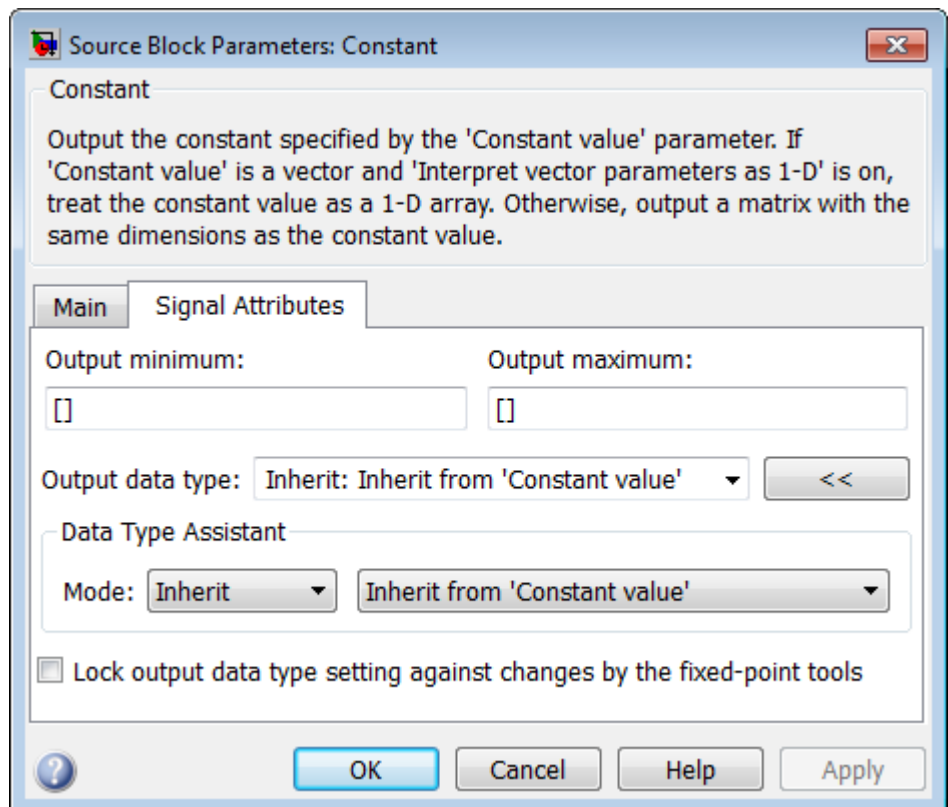 Source Block Parameters: Constant
Constant
Output the constant specified by the 'Constant value' parameter. If
'Constant value' is a vector and 'Interpret vector parameters as 1-D' is on,
treat the constant value as a 1-D array. Otherwise, output a matrix with the
same dimensions as the constant value.
Main Signal Attributes
Output minimum: Output maximum:
[] []
Output data type: Inherit: Inherit from 'Constant value' <<
Data Type Assistant
Mode: Inherit Inherit from 'Constant value'
Lock output data type setting against changes by the fixed-point tools
? OK Cancel Help Apply